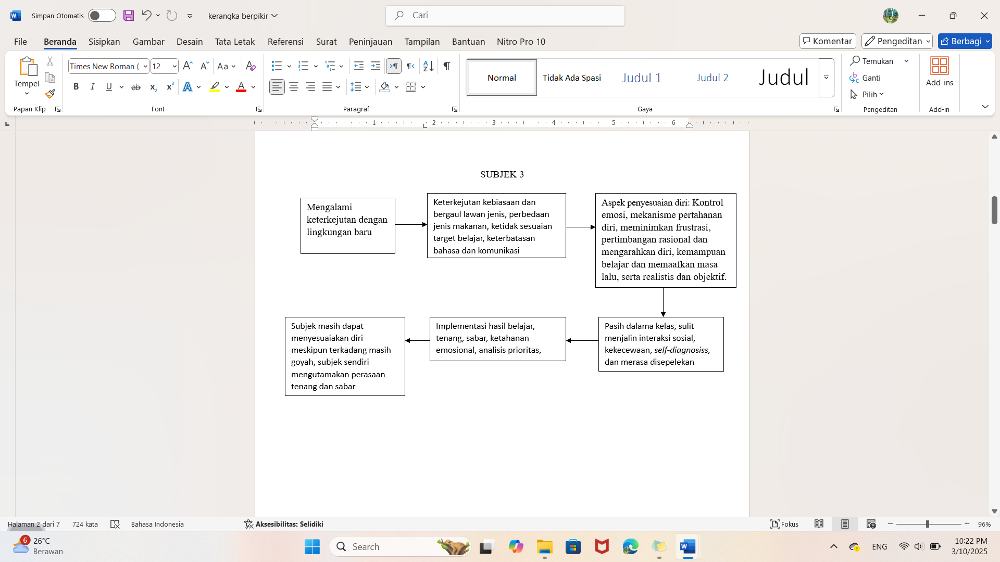 Simpan Otomatis
kerangka berpikir
Cari
File
Beranda
Sisipkan
Gambar
Desain
Tata Letak
Referensi
Surat
Peninjauan
Tampilan
Bantuan
Nitro Pro 10
Komentar
Pengeditan
Berbagi
Tempel
Papan Klip
Times New Roman (.
12
Font
Paragraf
Normal
Tidak Ada Spasi
Judul 1
Judul 2
Judul
Gaya
Temukan
Ganti
Pilih
Pengeditan
Add-ins
Add-in
1 2 3 4 5 6
SUBJEK 3
Mengalami
keterkejutan dengan
lingkungan baru
Keterkejutan kebiasaan dan
bergaul lawan jenis, perbedaan
jenis makanan, ketidak sesuaian
target belajar, keterbatasan
bahasa dan komunikasi
Aspek penyesuaian diri: Kontrol
emosi, mekanisme pertahanan
diri, meminimkan frustrasi,
pertimbangan rasional dan
mengarahkan diri, kemampuan
belajar dan memaafkan masa
lalu, serta realistis dan objektif.
Subjek masih dapat
menyesuaiakan diri
meskipun terkadang masih
goyah, subjek sendiri
mengutamakan perasaan
tenang dan sabar
Implementasi hasil belajar,
tenang, sabar, ketahanan
emosional, analisis prioritas,
Pasih dalama kelas, sulit
menjalin interaksi sosial,
kekecewaan, self-diagnosiss,
dan merasa disepelekan
Halaman 2 dari 7
724 kata
Bahasa Indonesia
Aksesibilitas: Selidiki
Fokus
96%
6
26°C
Berawan
Search
ENG
10:22 PM
3/10/2025